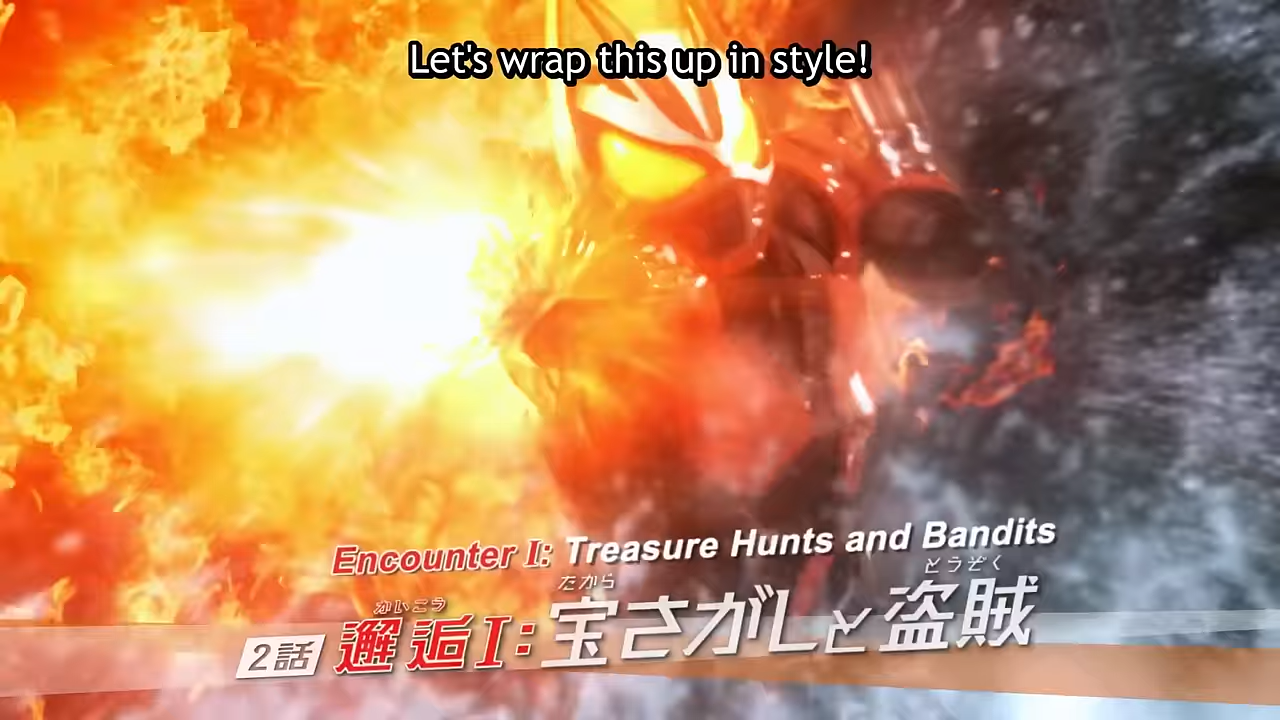 Let's wrap this up in style!
Encounter I: Treasure Hunts and Bandits
かいこう たから とうぞく
2話 邂逅I:宝さがしと盗賊